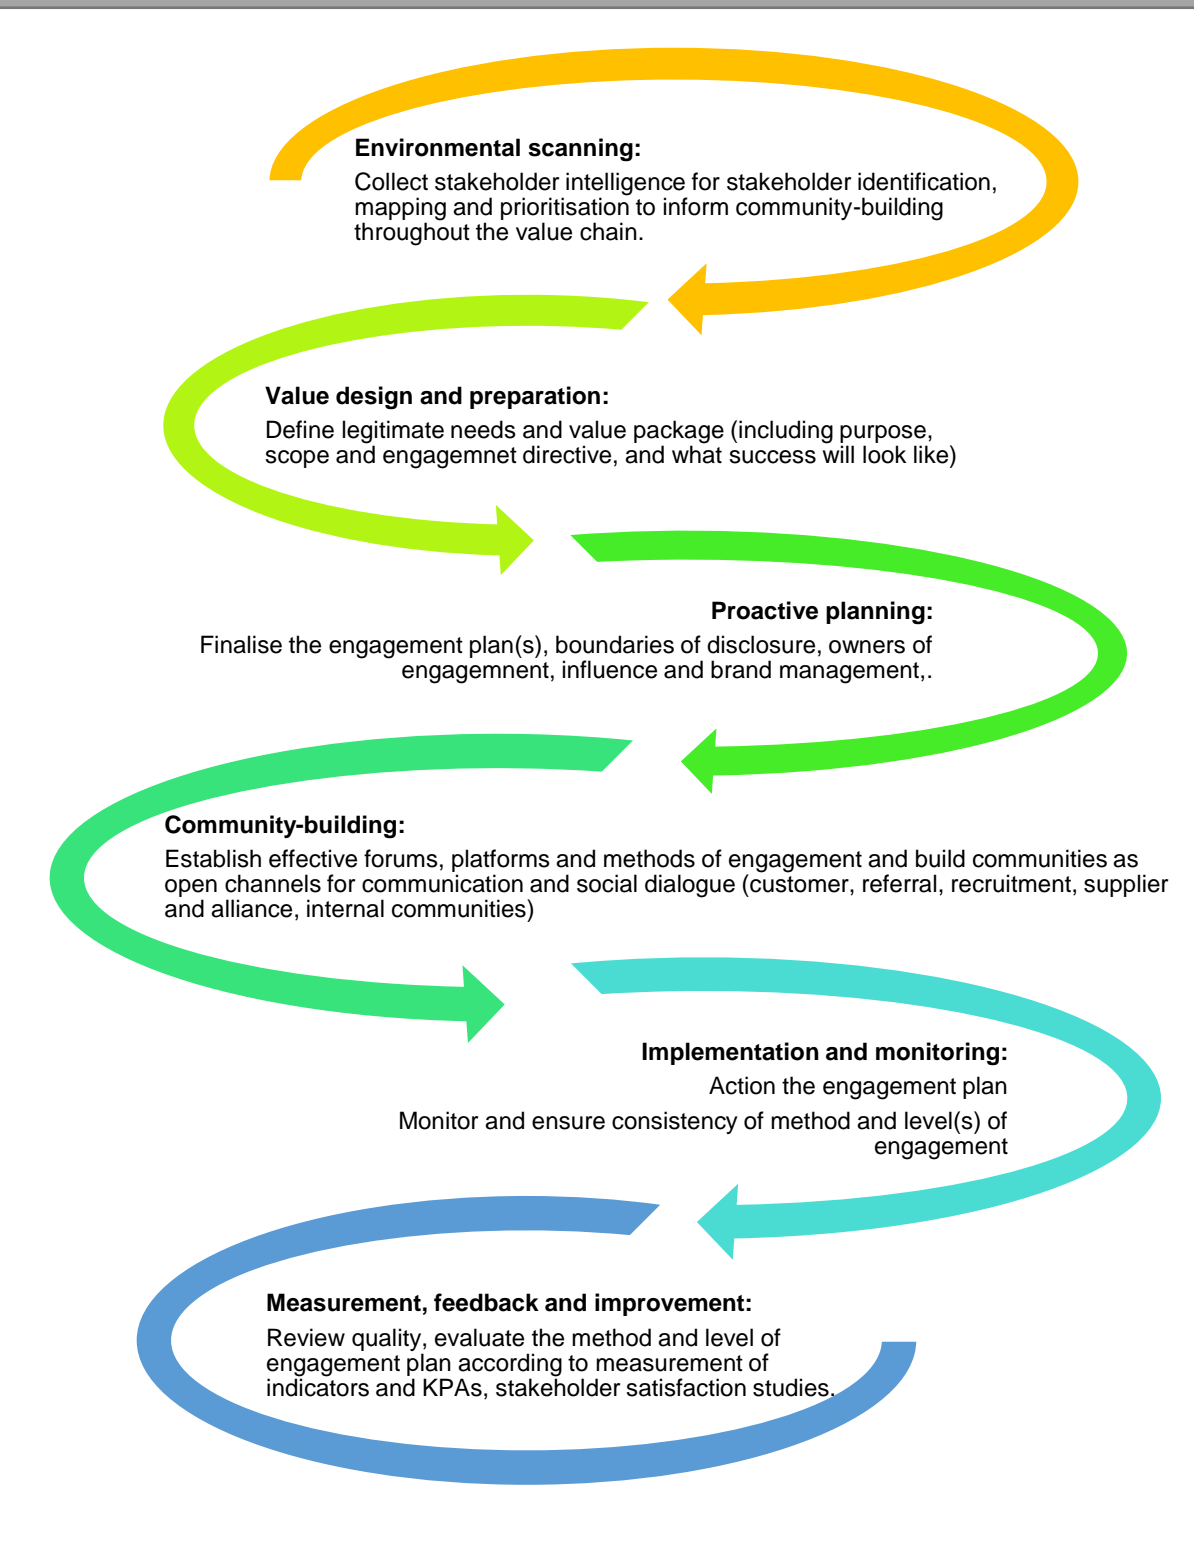 Environmental scanning:
Collect stakeholder intelligence for stakeholder identification,
mapping and prioritisation to inform community-building
throughout the value chain.
Value design and preparation:
Define legitimate needs and value package (including purpose,
scope and engagemnet directive, and what success will look like)
Proactive planning:
Finalise the engagement plan(s), boundaries of disclosure, owners of
engagemnent, influence and brand management,.
Community-building:
Establish effective forums, platforms and methods of engagement and build communities as
open channels for communication and social dialogue (customer, referral, recruitment, supplier
and alliance, internal communities)
Implementation and monitoring:
Action the engagement plan
Monitor and ensure consistency of method and level(s) of
engagement
Measurement, feedback and improvement:
Review quality, evaluate the method and level of
engagement plan according to measurement of
indicators and KPAs, stakeholder satisfaction studies.